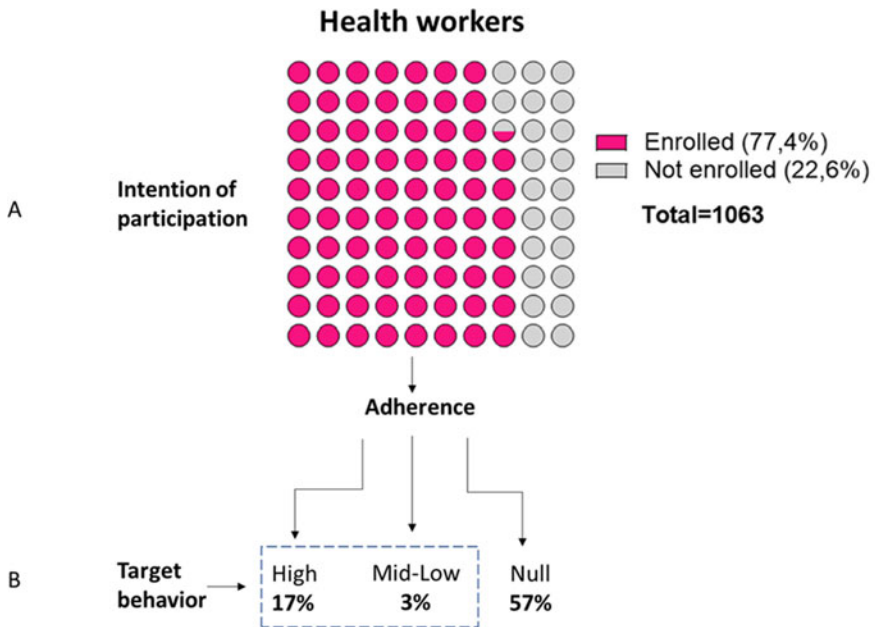 Health workers
Enrolled (77,4%)
Not enrolled (22,6%)
Total=1063
A
Intention of
participation
Adherence
B
Target
behavior
High
17%
Mid-Low
3%
Null
57%